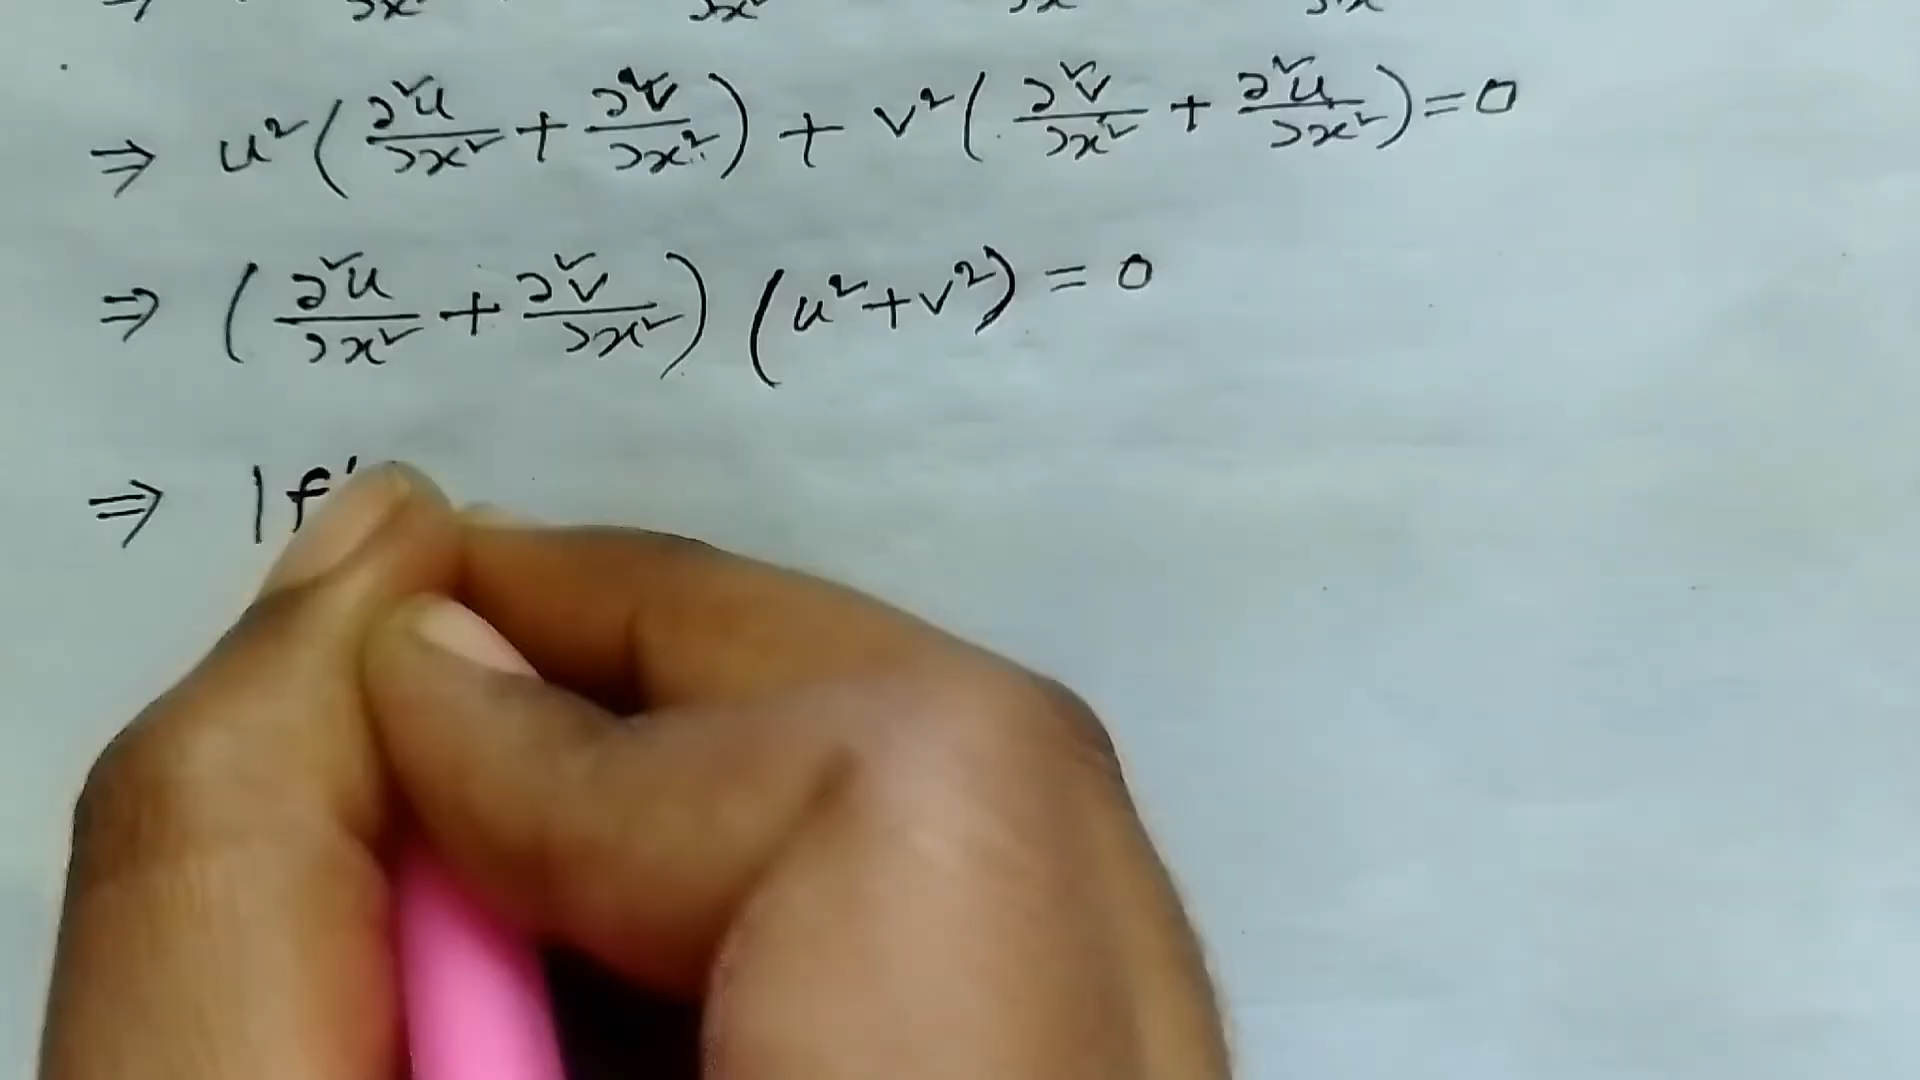 ⇒ u²(∂²u/∂x² + ∂²v/∂x²) + v²(∂²v/∂x² + ∂²u/∂x²) = 0
⇒ (∂²u/∂x² + ∂²v/∂x²) (u² + v²) = 0
⇒ |f'